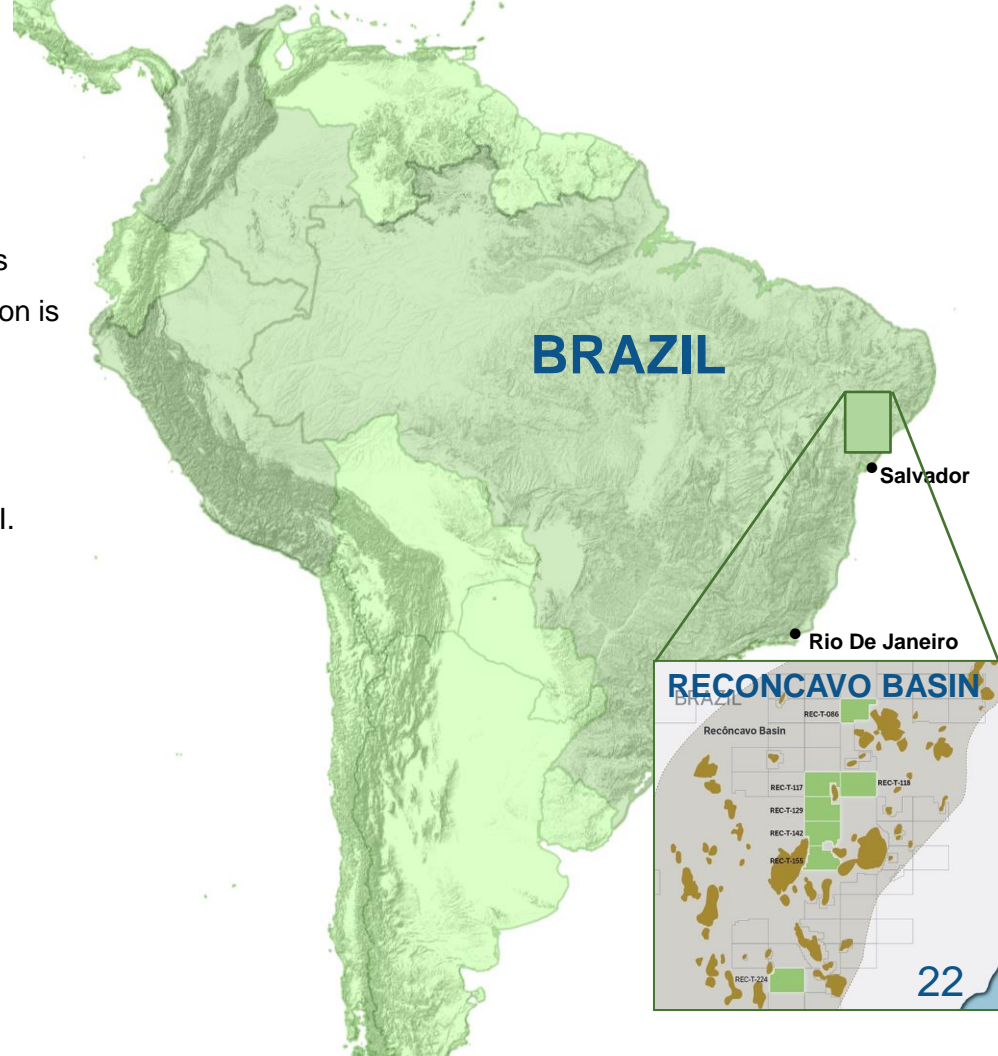 s
on is
l.
BRAZIL
Salvador
Rio De Janeiro
RECONCAVO BASIN
BRAZIL
REC-T-086
Recôncavo Basin
REC-T-117
REC-T-118
REC-T-129
REC-T-142
REC-T-155
REC-T-224
22